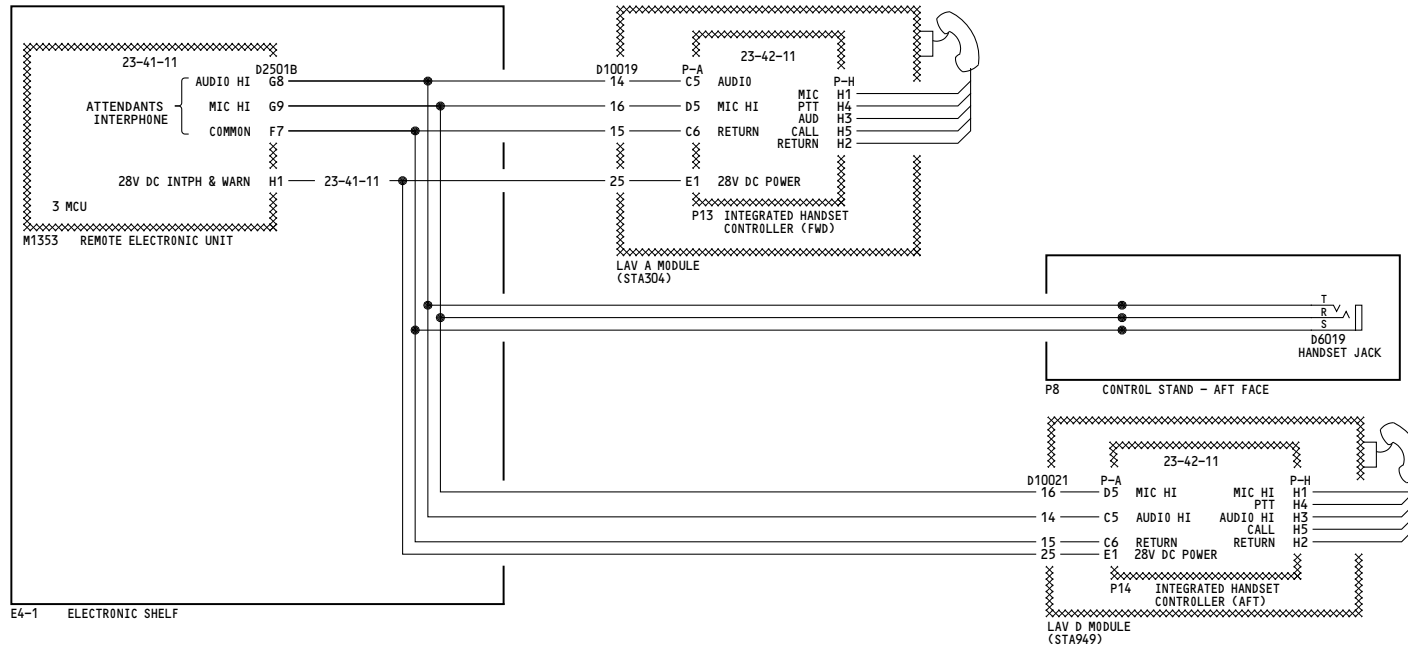 23-41-11
D2501B
AUDIO HI G8
ATTENDANTS
INTERPHONE
MIC HI G9
COMMON F7
28V DC INTPH & WARN H1 23-41-11
3 MCU
M1353 REMOTE ELECTRONIC UNIT
E4-1 ELECTRONIC SHELF
D10019
P-A
23-42-11
P-H
14 C5 AUDIO
16 D5 MIC HI
15 C6 RETURN
25 E1 28V DC POWER
MIC H1
PTT H4
AUD H3
CALL H5
RETURN H2
P13 INTEGRATED HANDSET
CONTROLLER (FWD)
LAV A MODULE
(STA304)
T
R
S
D6019
HANDSET JACK
P8 CONTROL STAND – AFT FACE
D10021
P-A
23-42-11
P-H
16 D5 MIC HI
14 C5 AUDIO HI
15 C6 RETURN
25 E1 28V DC POWER
MIC HI H1
PTT H4
AUDIO HI H3
CALL H5
RETURN H2
P14 INTEGRATED HANDSET
CONTROLLER (AFT)
LAV D MODULE
(STA949)